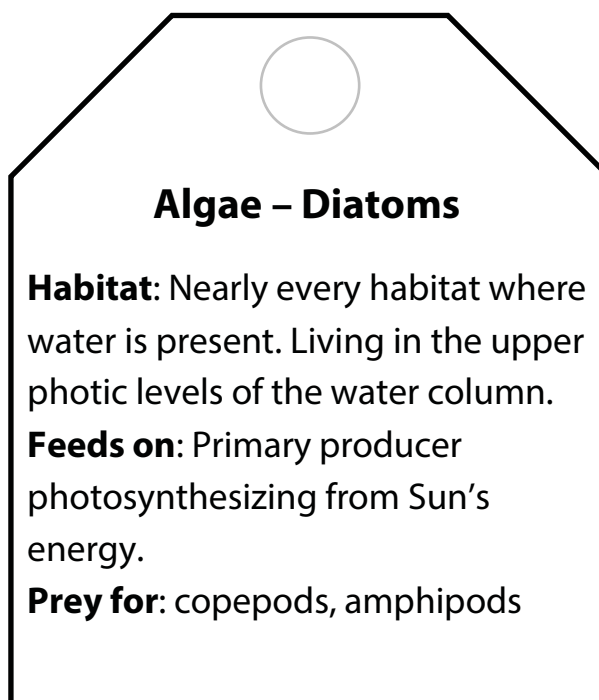 Algae – Diatoms
Habitat: Nearly every habitat where
water is present. Living in the upper
photic levels of the water column.
Feeds on: Primary producer
photosynthesizing from Sun’s
energy.
Prey for: copepods, amphipods